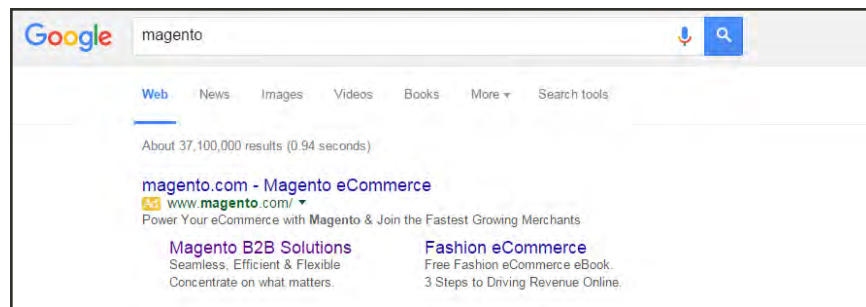 Google magento
Web News Images Videos Books More Search tools
About 37,100,000 results (0.94 seconds)
magento.com - Magento eCommerce
Ad www.magento.com/
Power Your eCommerce with Magento & Join the Fastest Growing Merchants
Magento B2B Solutions Fashion eCommerce
Seamless, Efficient & Flexible Free Fashion eCommerce eBook.
Concentrate on what matters. 3 Steps to Driving Revenue Online.